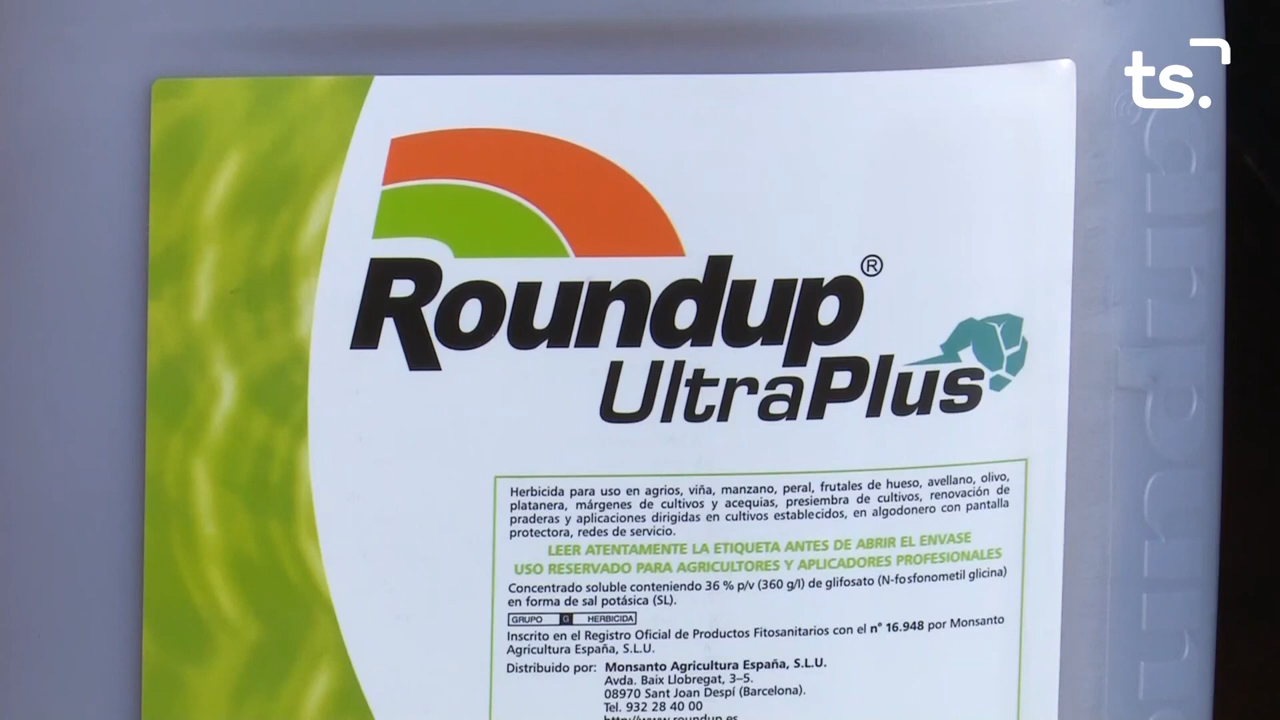 ts.
Roundup®
UltraPlus
Herbicida para uso en agrios, viña, manzano, peral, frutales de hueso, avellano, olivo,
platanera, márgenes de cultivos y acequias, presiembra de cultivos, renovación de
praderas y aplicaciones dirigidas en cultivos establecidos, en algodonero con pantalla
protectora, redes de servicio.
LEER ATENTAMENTE LA ETIQUETA ANTES DE ABRIR EL ENVASE
USO RESERVADO PARA AGRICULTORES Y APLICADORES PROFESIONALES
Concentrado soluble conteniendo 36 % p/v (360 g/l) de glifosato (N-fosfonometil glicina)
en forma de sal potásica (SL).
GRUPO G HERBICIDA
Inscrito en el Registro Oficial de Productos Fitosanitarios con el n° 16.948 por Monsanto
Agricultura España, S.L.U.
Distribuido por: Monsanto Agricultura España, S.L.U.
Avda. Baix Llobregat, 3–5.
08970 Sant Joan Despí (Barcelona).
Tel. 932 28 40 00
http://www.roundup.es